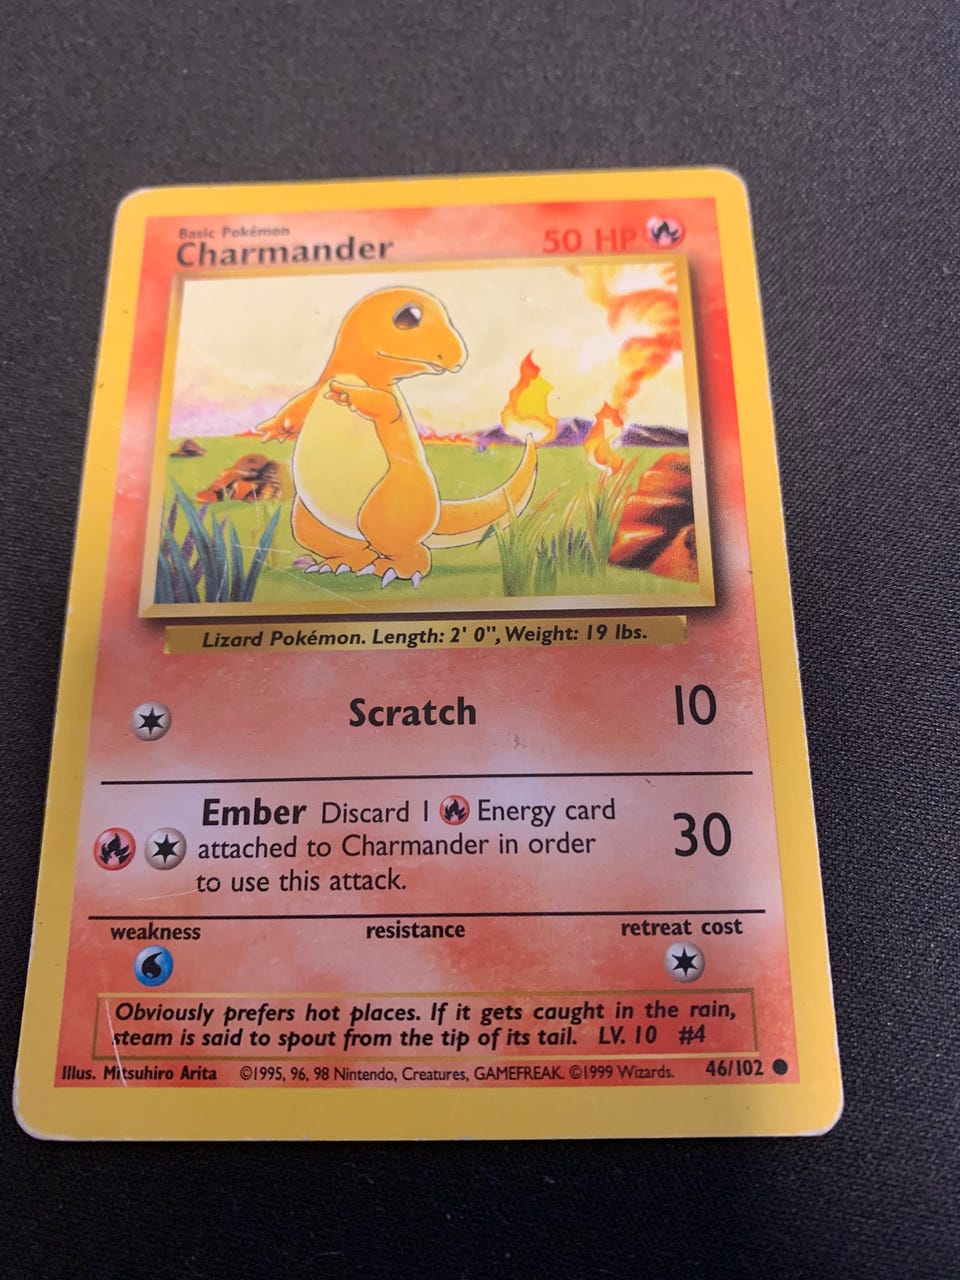 Basic Pokémon
Charmander 50 HP
Lizard Pokémon. Length: 2' 0", Weight: 19 lbs.
Scratch 10
Ember Discard 1 Energy card
attached to Charmander in order
to use this attack.
30
weakness resistance retreat cost
Obviously prefers hot places. If it gets caught in the rain,
steam is said to spout from the tip of its tail. LV. 10 #4
Illus. Mitsuhiro Arita ©1995, 96, 98 Nintendo, Creatures, GAMEFREAK. ©1999 Wizards. 46/102